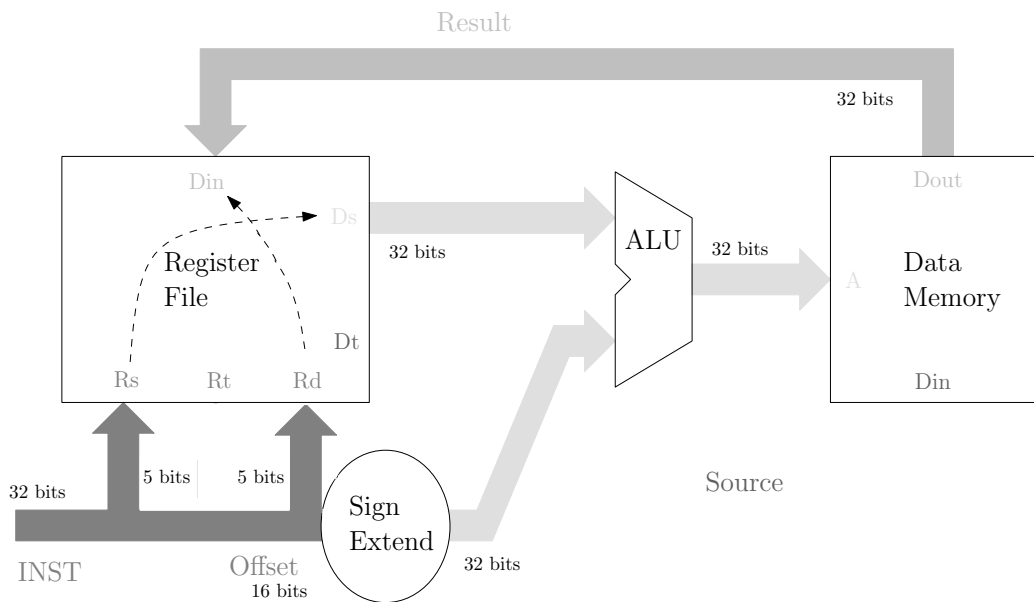 Result
32 bits
Din
Dout
Ds
32 bits
ALU
32 bits
Register
File
A
Data
Memory
Dt
Rs
Rt
Rd
Din
32 bits
5 bits
5 bits
Sign
Extend
Source
INST
Offset
16 bits
32 bits